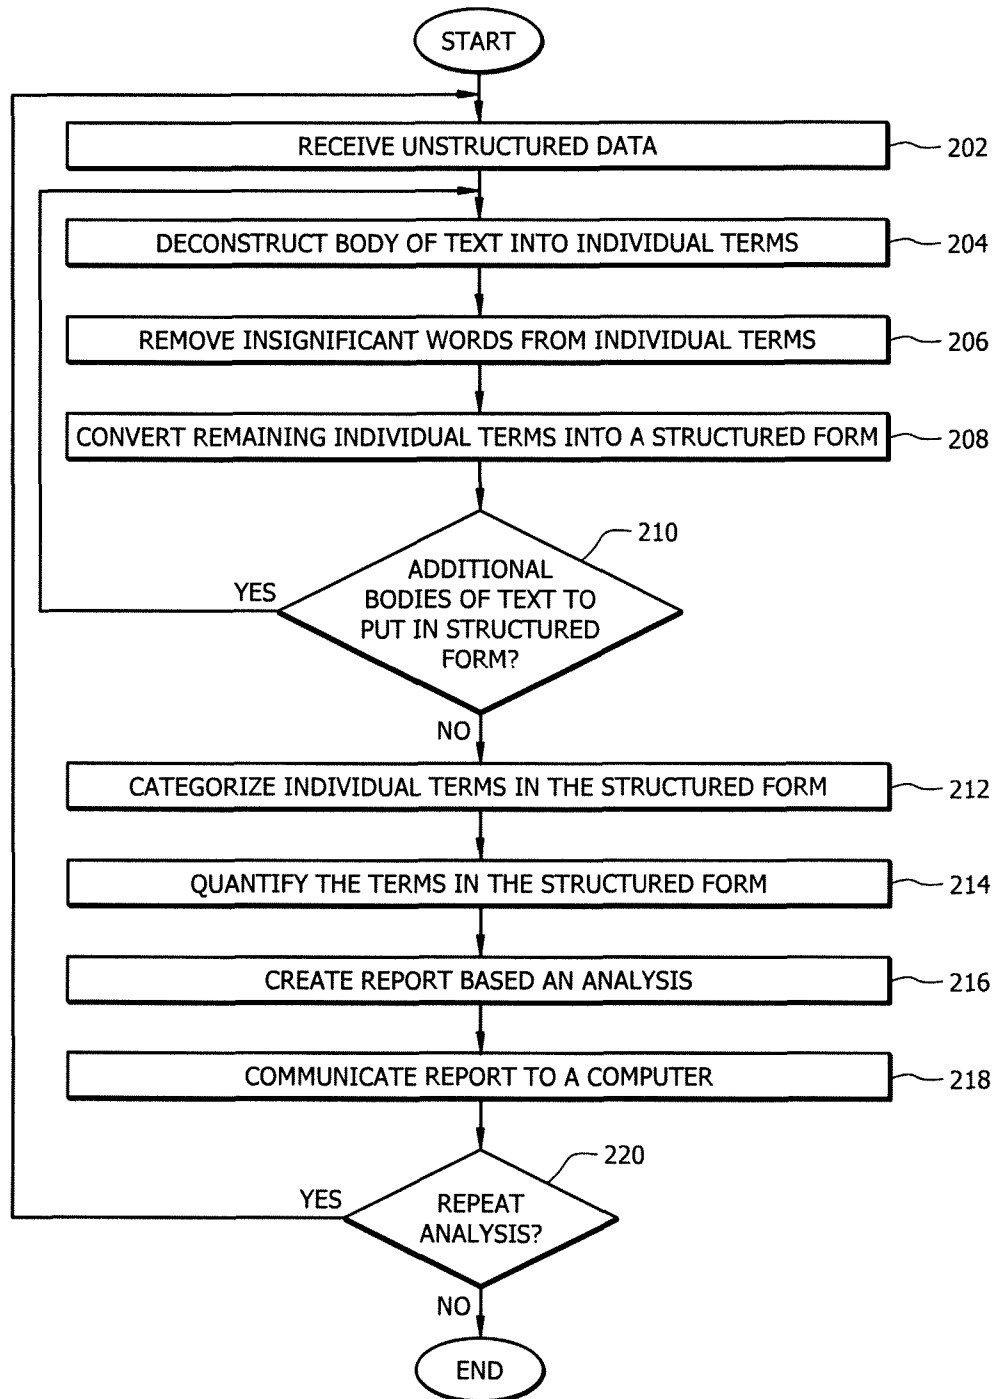 START
RECEIVE UNSTRUCTURED DATA
202
DECONSTRUCT BODY OF TEXT INTO INDIVIDUAL TERMS
204
REMOVE INSIGNIFICANT WORDS FROM INDIVIDUAL TERMS
206
CONVERT REMAINING INDIVIDUAL TERMS INTO A STRUCTURED FORM
208
210
ADDITIONAL
BODIES OF TEXT TO
PUT IN STRUCTURED
FORM?
YES
NO
CATEGORIZE INDIVIDUAL TERMS IN THE STRUCTURED FORM
212
QUANTIFY THE TERMS IN THE STRUCTURED FORM
214
CREATE REPORT BASED AN ANALYSIS
216
COMMUNICATE REPORT TO A COMPUTER
218
220
REPEAT
ANALYSIS?
YES
NO
END